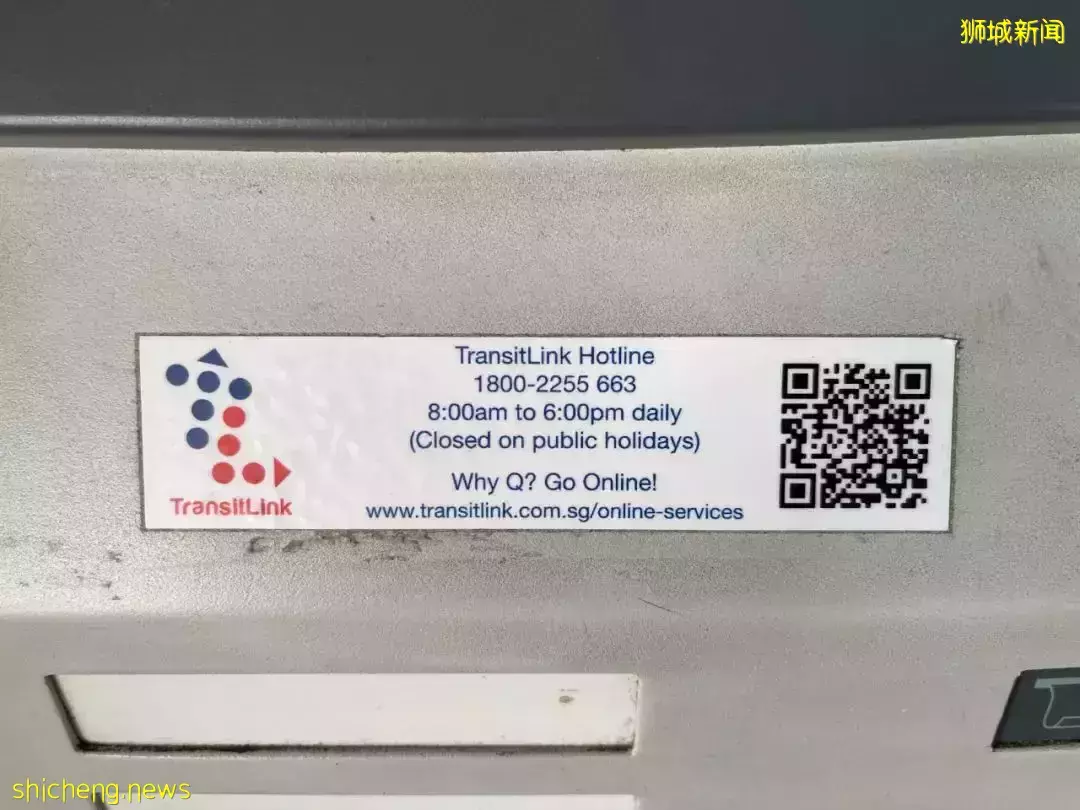 狮城新闻
TransitLink Hotline
1800-2255 663
8:00am to 6:00pm daily
(Closed on public holidays)
Why Q? Go Online!
www.transitlink.com.sg/online-services
TransitLink
shicheng.news